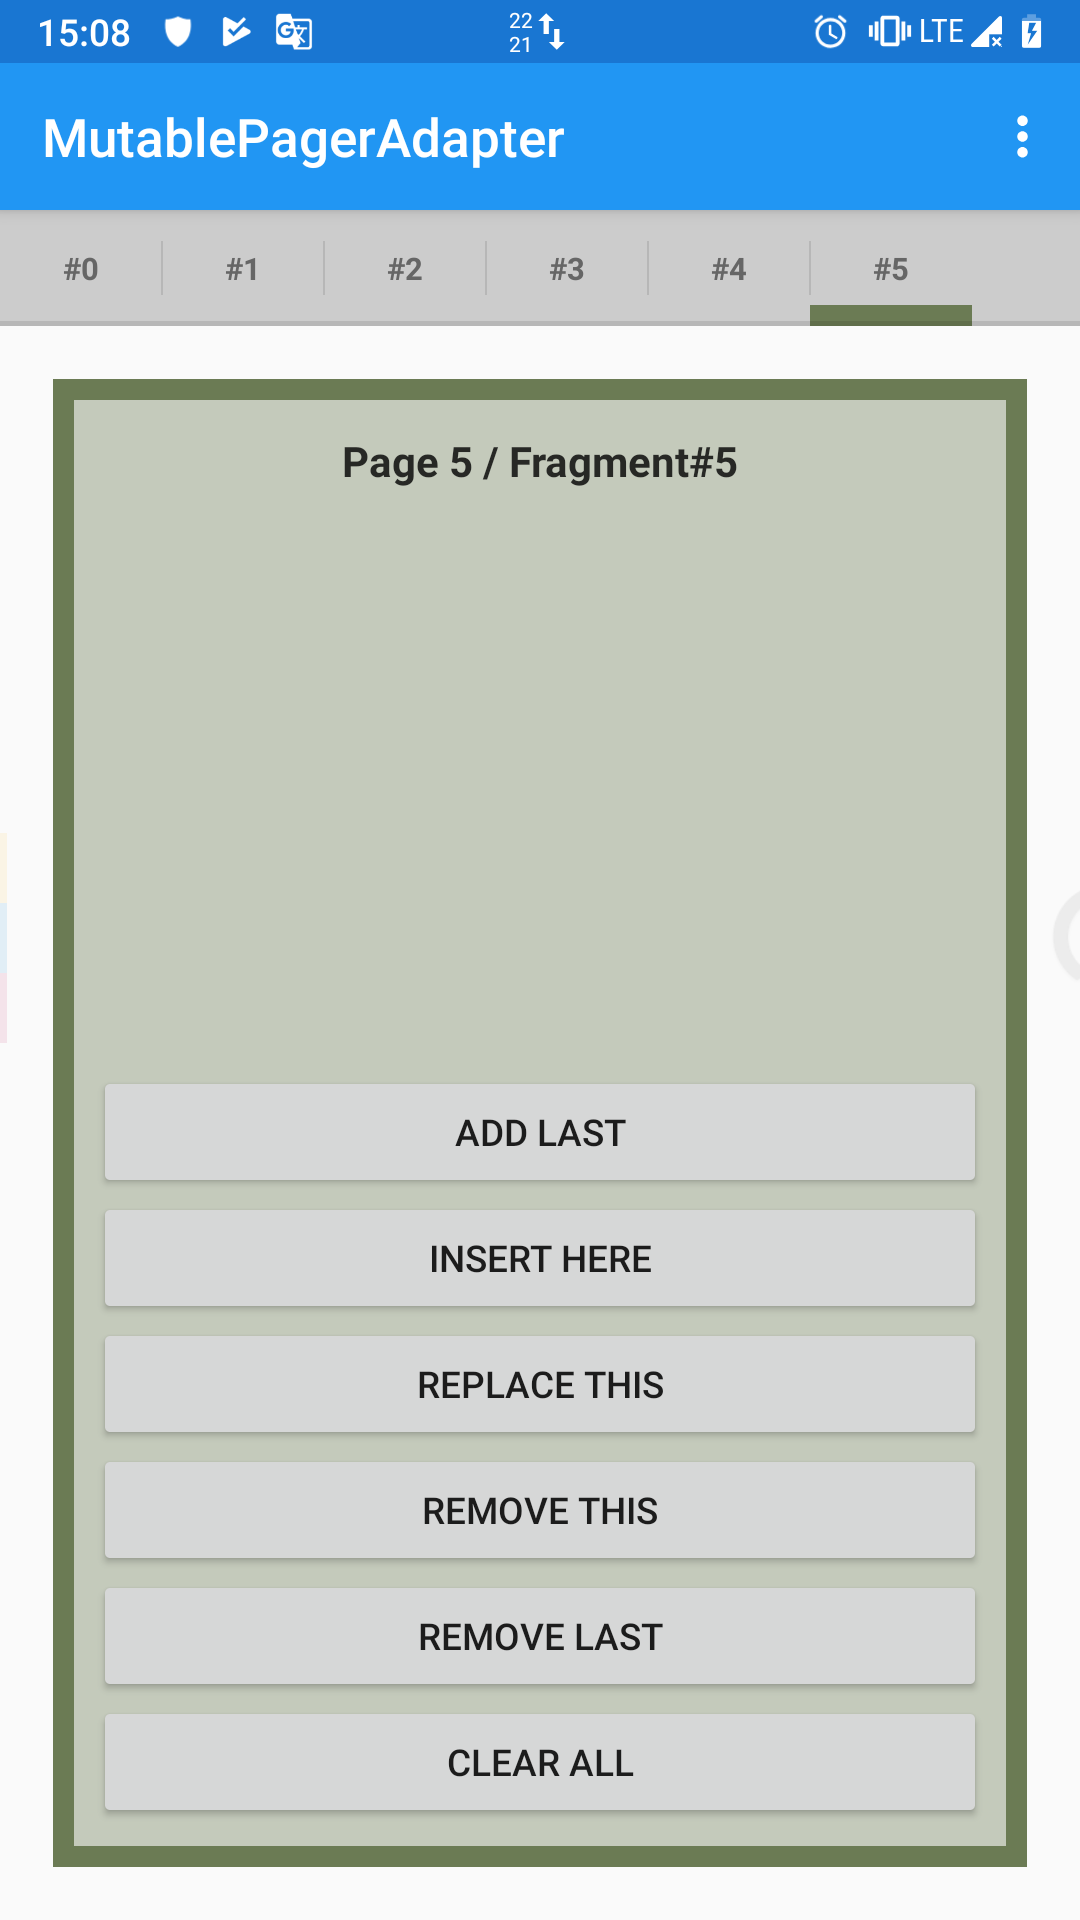 15:08
22
21
LTE
MutablePagerAdapter
#0 #1 #2 #3 #4 #5
Page 5 / Fragment#5
ADD LAST
INSERT HERE
REPLACE THIS
REMOVE THIS
REMOVE LAST
CLEAR ALL